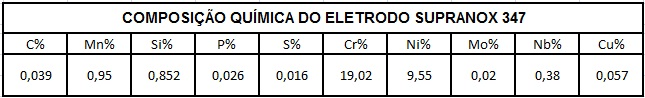 COMPOSIÇÃO QUÍMICA DO ELETRODO SUPRANOX 347
C% Mn% Si% P% S% Cr% Ni% Mo% Nb% Cu%
0,039 0,95 0,852 0,026 0,016 19,02 9,55 0,02 0,38 0,057